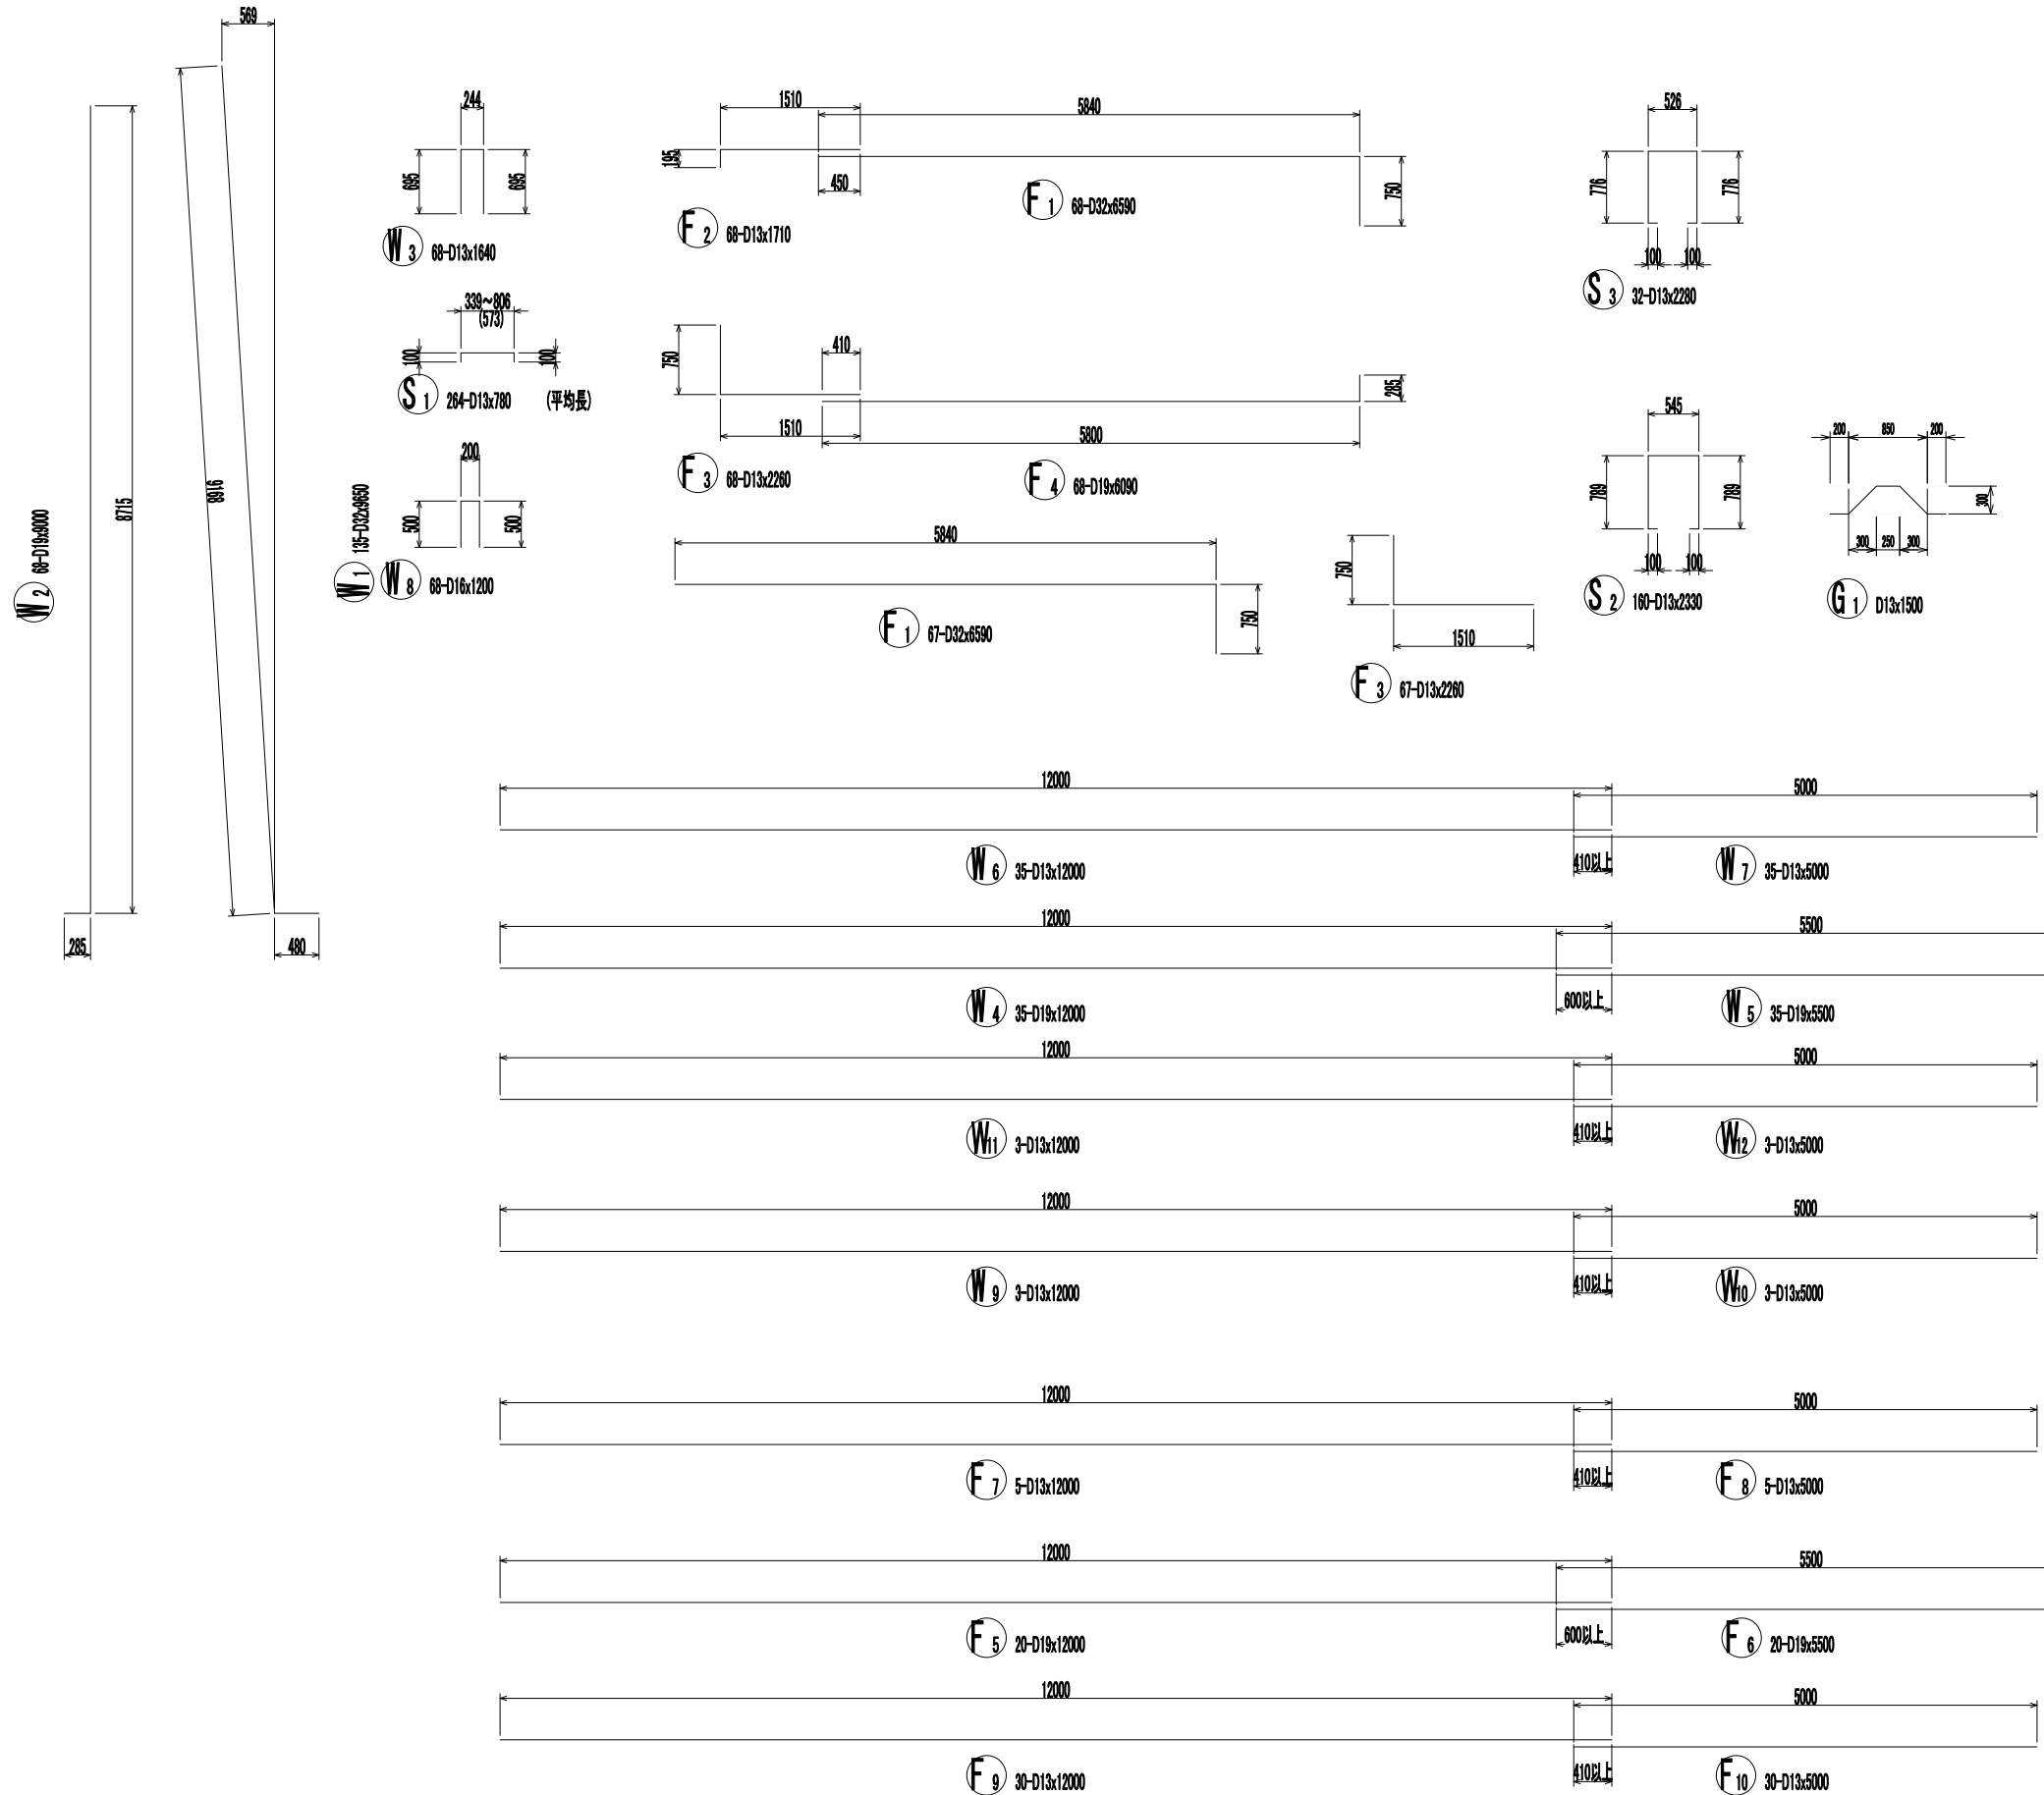 569
8715
285
W2 68-D19x9000
9168
480
W1 135-D32x9650
244
695
695
W3 68-D13x1640
339～806
(573)
100
100
S1 264-D13x780 (平均長)
200
500
500
W8 68-D16x1200
1510
5840
195
450
750
F2 68-D13x1710
F1 68-D32x6590
750
410
285
1510
5800
F3 68-D13x2260
F4 68-D19x6090
5840
750
F1 67-D32x6590
750
1510
F3 67-D13x2260
526
776
776
100
100
S3 32-D13x2280
545
789
789
100
100
S2 160-D13x2330
200
850
200
300
300
250
300
G1 D13x1500
12000
5000
410以上
W6 35-D13x12000
W7 35-D13x5000
12000
5500
600以上
W4 35-D19x12000
W5 35-D19x5500
12000
5000
410以上
W11 3-D13x12000
W12 3-D13x5000
12000
5000
410以上
W9 3-D13x12000
W10 3-D13x5000
12000
5000
410以上
F7 5-D13x12000
F8 5-D13x5000
12000
5500
600以上
F5 20-D19x12000
F6 20-D19x5500
12000
5000
410以上
F9 30-D13x12000
F10 30-D13x5000